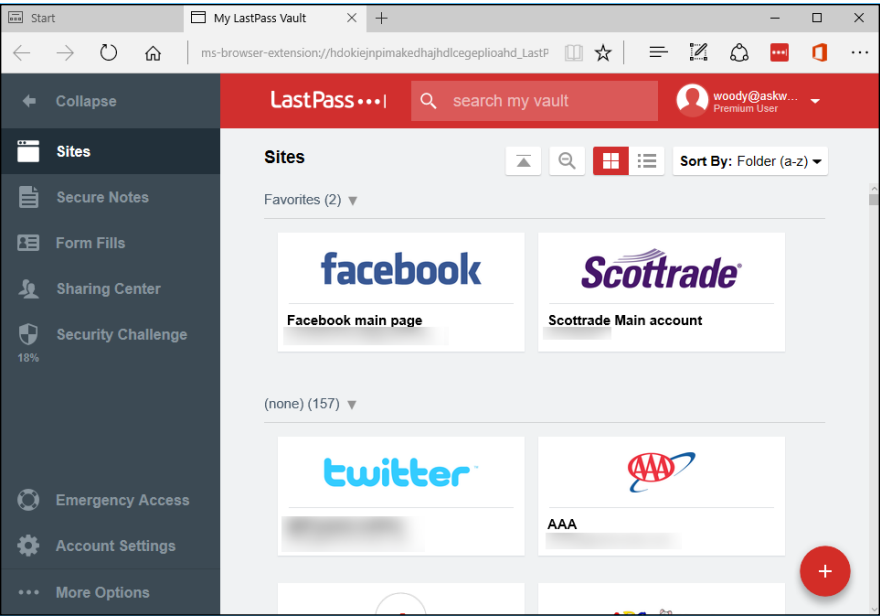 Start
My LastPass Vault
ms-browser-extension://hdokiejnpimakedhajhdlcegeplioahd_LastP
Collapse
LastPass
search my vault
woody@askw...
Premium User
Sites
Sites
Sort By: Folder (a-z)
Secure Notes
Favorites (2)
Form Fills
facebook
Scottrade
Sharing Center
Facebook main page
Scottrade Main account
Security Challenge
18%
(none) (157)
twitter
AAA
Emergency Access
AAA
Account Settings
More Options